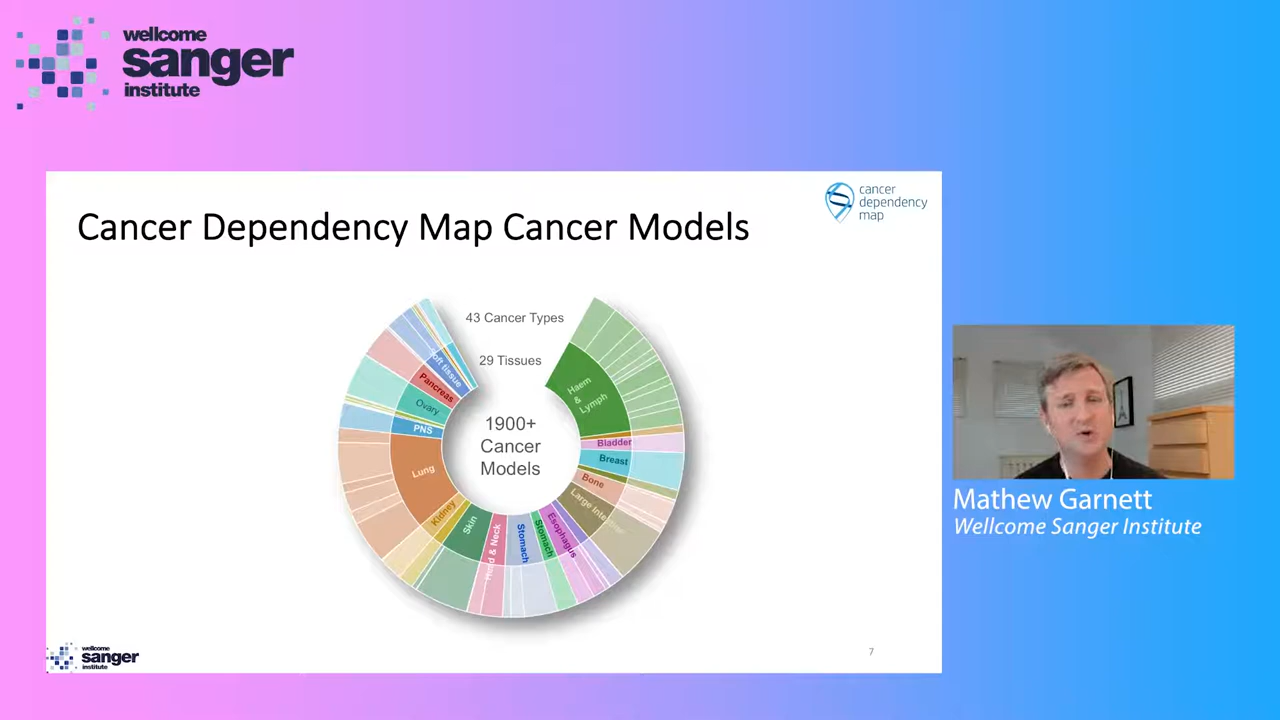 wellcome
sanger
institute
Cancer Dependency Map Cancer Models
cancer
dependency
map
43 Cancer Types
29 Tissues
1900+
Cancer
Models
Haem
&
Lymph
Bladder
Breast
Bone
Large Intestine
Esophagus
Stomach
Stomach
Head & Neck
Skin
Kidney
Lung
PNS
Ovary
Pancreas
Soft tissue
Mathew Garnett
Wellcome Sanger Institute
wellcome
sanger
institute
7